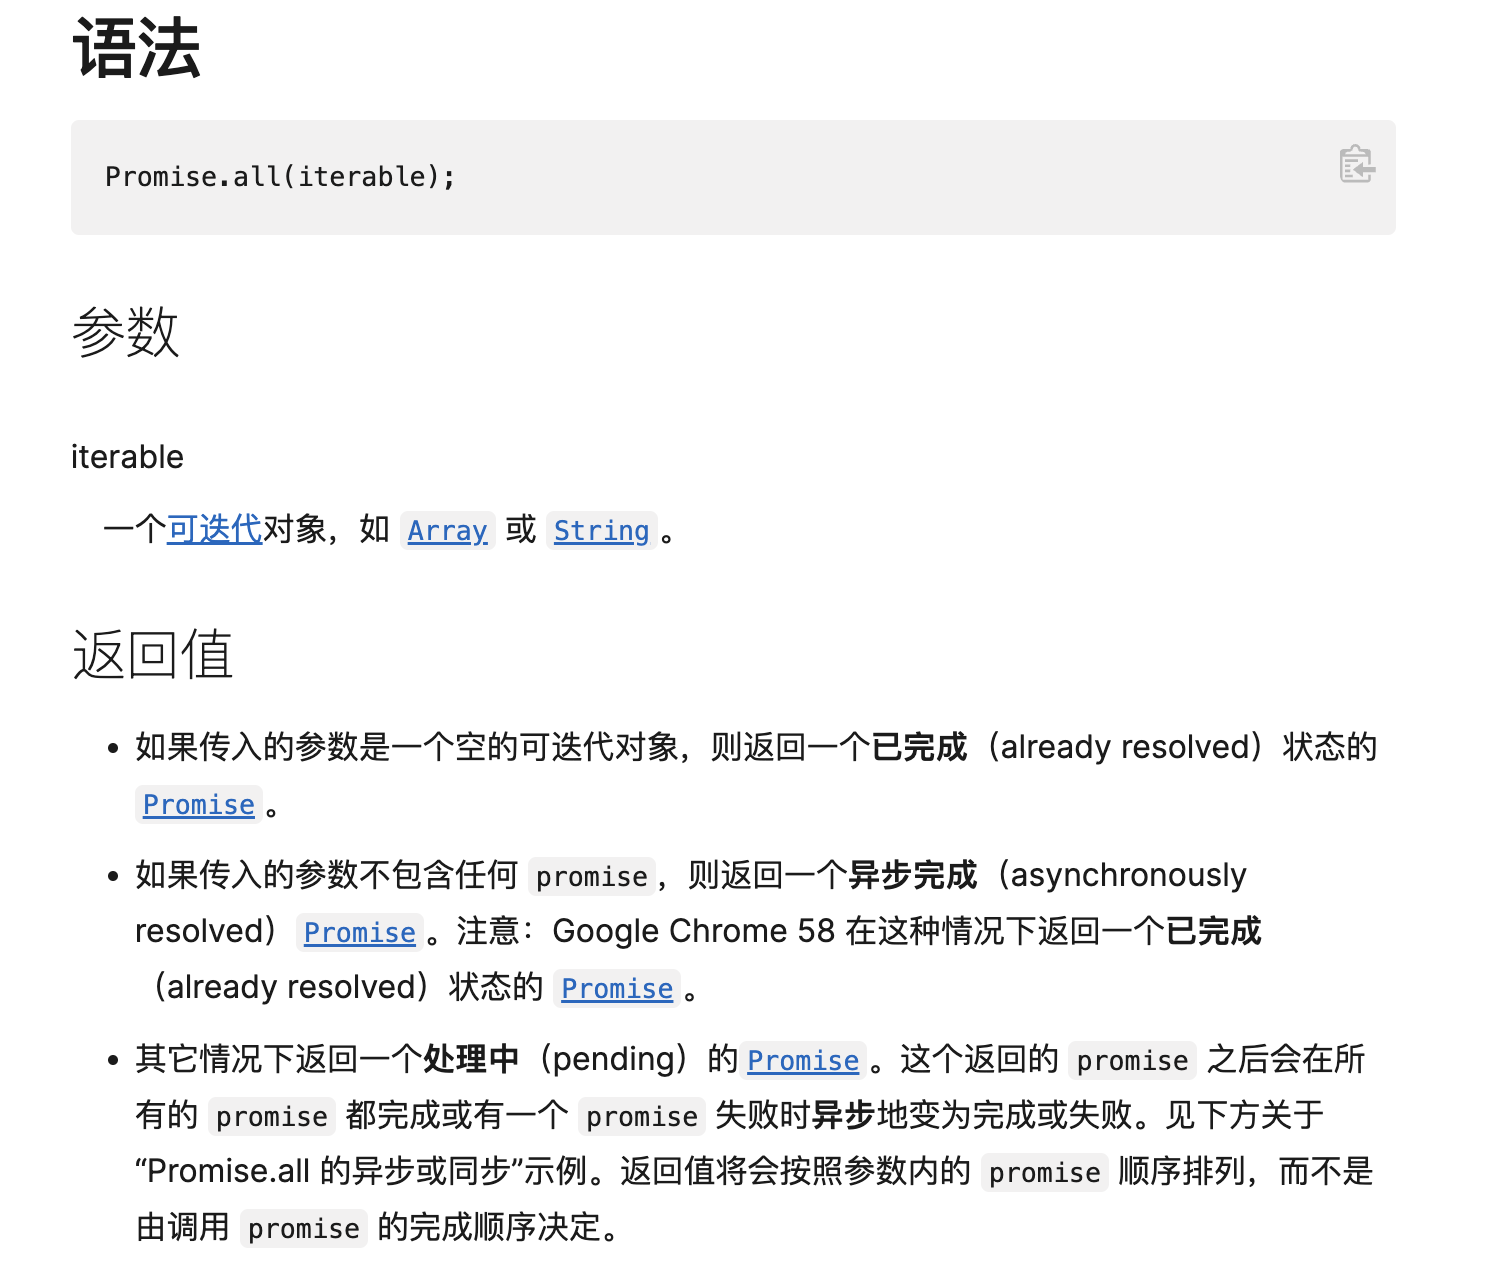 语法
Promise.all(iterable);
参数
iterable
一个可迭代对象，如 Array 或 String 。
返回值
• 如果传入的参数是一个空的可迭代对象，则返回一个已完成（already resolved）状态的
Promise 。
• 如果传入的参数不包含任何 promise，则返回一个异步完成（asynchronously
resolved） Promise 。注意：Google Chrome 58 在这种情况下返回一个已完成
（already resolved）状态的 Promise 。
• 其它情况下返回一个处理中（pending）的Promise 。这个返回的 promise 之后会在所
有的 promise 都完成或有一个 promise 失败时异步地变为完成或失败。见下方关于
“Promise.all 的异步或同步”示例。返回值将会按照参数内的 promise 顺序排列，而不是
由调用 promise 的完成顺序决定。